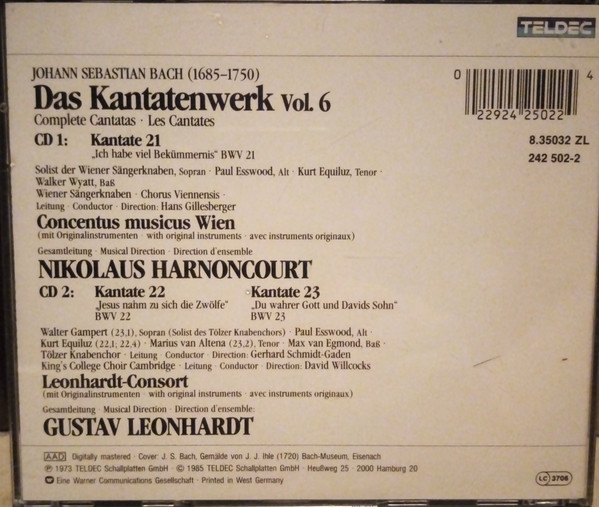 TELDEC
JOHANN SEBASTIAN BACH (1685–1750)
Das Kantatenwerk Vol. 6
Complete Cantatas · Les Cantates
0 22924 25022 4
8.35032 ZL
242 502-2
CD 1: Kantate 21
„Ich habe viel Bekümmernis“ BWV 21
Solist der Wiener Sängerknaben, Sopran · Paul Esswood, Alt · Kurt Equiluz, Tenor ·
Walker Wyatt, Baß
Wiener Sängerknaben · Chorus Viennensis ·
Leitung · Conductor · Direction: Hans Gillesberger
Concentus musicus Wien
(mit Originalinstrumenten · with original instruments · avec instruments originaux)
Gesamtleitung · Musical Direction · Direction d'ensemble
NIKOLAUS HARNONCOURT
CD 2: Kantate 22 Kantate 23
„Jesus nahm zu sich die Zwölfe“ „Du wahrer Gott und Davids Sohn“
BWV 22 BWV 23
Walter Gampert (23,1), Sopran (Solist des Tölzer Knabenchors) · Paul Esswood, Alt ·
Kurt Equiluz (22,1; 22,4) · Marius van Altena (23,2), Tenor · Max van Egmond, Baß ·
Tölzer Knabenchor · Leitung · Conductor · Direction: Gerhard Schmidt-Gaden
King's College Choir Cambridge · Leitung · Conductor · Direction: David Willcocks
Leonhardt-Consort
(mit Originalinstrumenten · with original instruments · avec instruments originaux)
Gesamtleitung · Musical Direction · Direction d'ensemble:
GUSTAV LEONHARDT
AAD Digitally mastered · Cover: J. S. Bach, Gemälde von J. J. Ihle (1720) Bach-Museum, Eisenach
℗ 1973 TELDEC Schallplatten GmbH · © 1985 TELDEC Schallplatten GmbH · Heußweg 25 · 2000 Hamburg 20
Eine Warner Communications Gesellschaft · Printed in West Germany
LC 3706